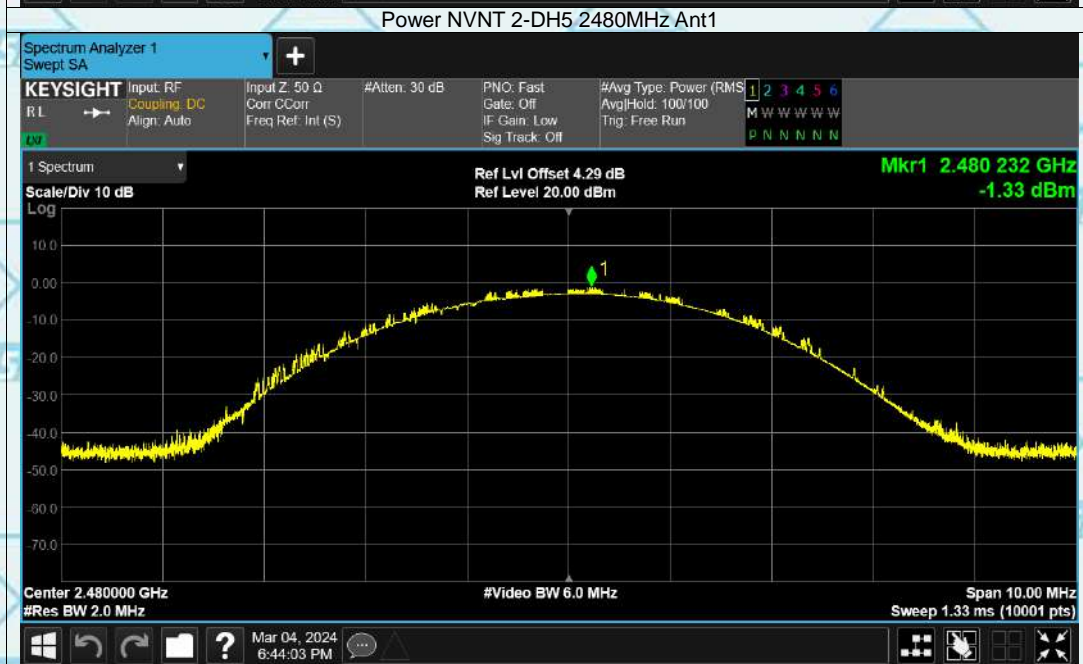 Power NVNT 2-DH5 2480MHz Ant1
Spectrum Analyzer 1
Swept SA
+
KEYSIGHT Input: RF Input Z: 50 Ω #Atten: 30 dB PNO: Fast #Avg Type: Power (RMS 1 2 3 4 5 6
RL Coupling: DC Corr CCorr Gate: Off Avg|Hold: 100/100 M W W W W W
Align: Auto Freq Ref: Int (S) IF Gain: Low Trig: Free Run
LXI Sig Track: Off P N N N N N
1 Spectrum Ref Lvl Offset 4.29 dB Mkr1 2.480 232 GHz
Scale/Div 10 dB Ref Level 20.00 dBm -1.33 dBm
Log
10.0
1
0.00
-10.0
-20.0
-30.0
-40.0
-50.0
-60.0
-70.0
Center 2.480000 GHz #Video BW 6.0 MHz Span 10.00 MHz
#Res BW 2.0 MHz Sweep 1.33 ms (10001 pts)
? Mar 04, 2024
6:44:03 PM